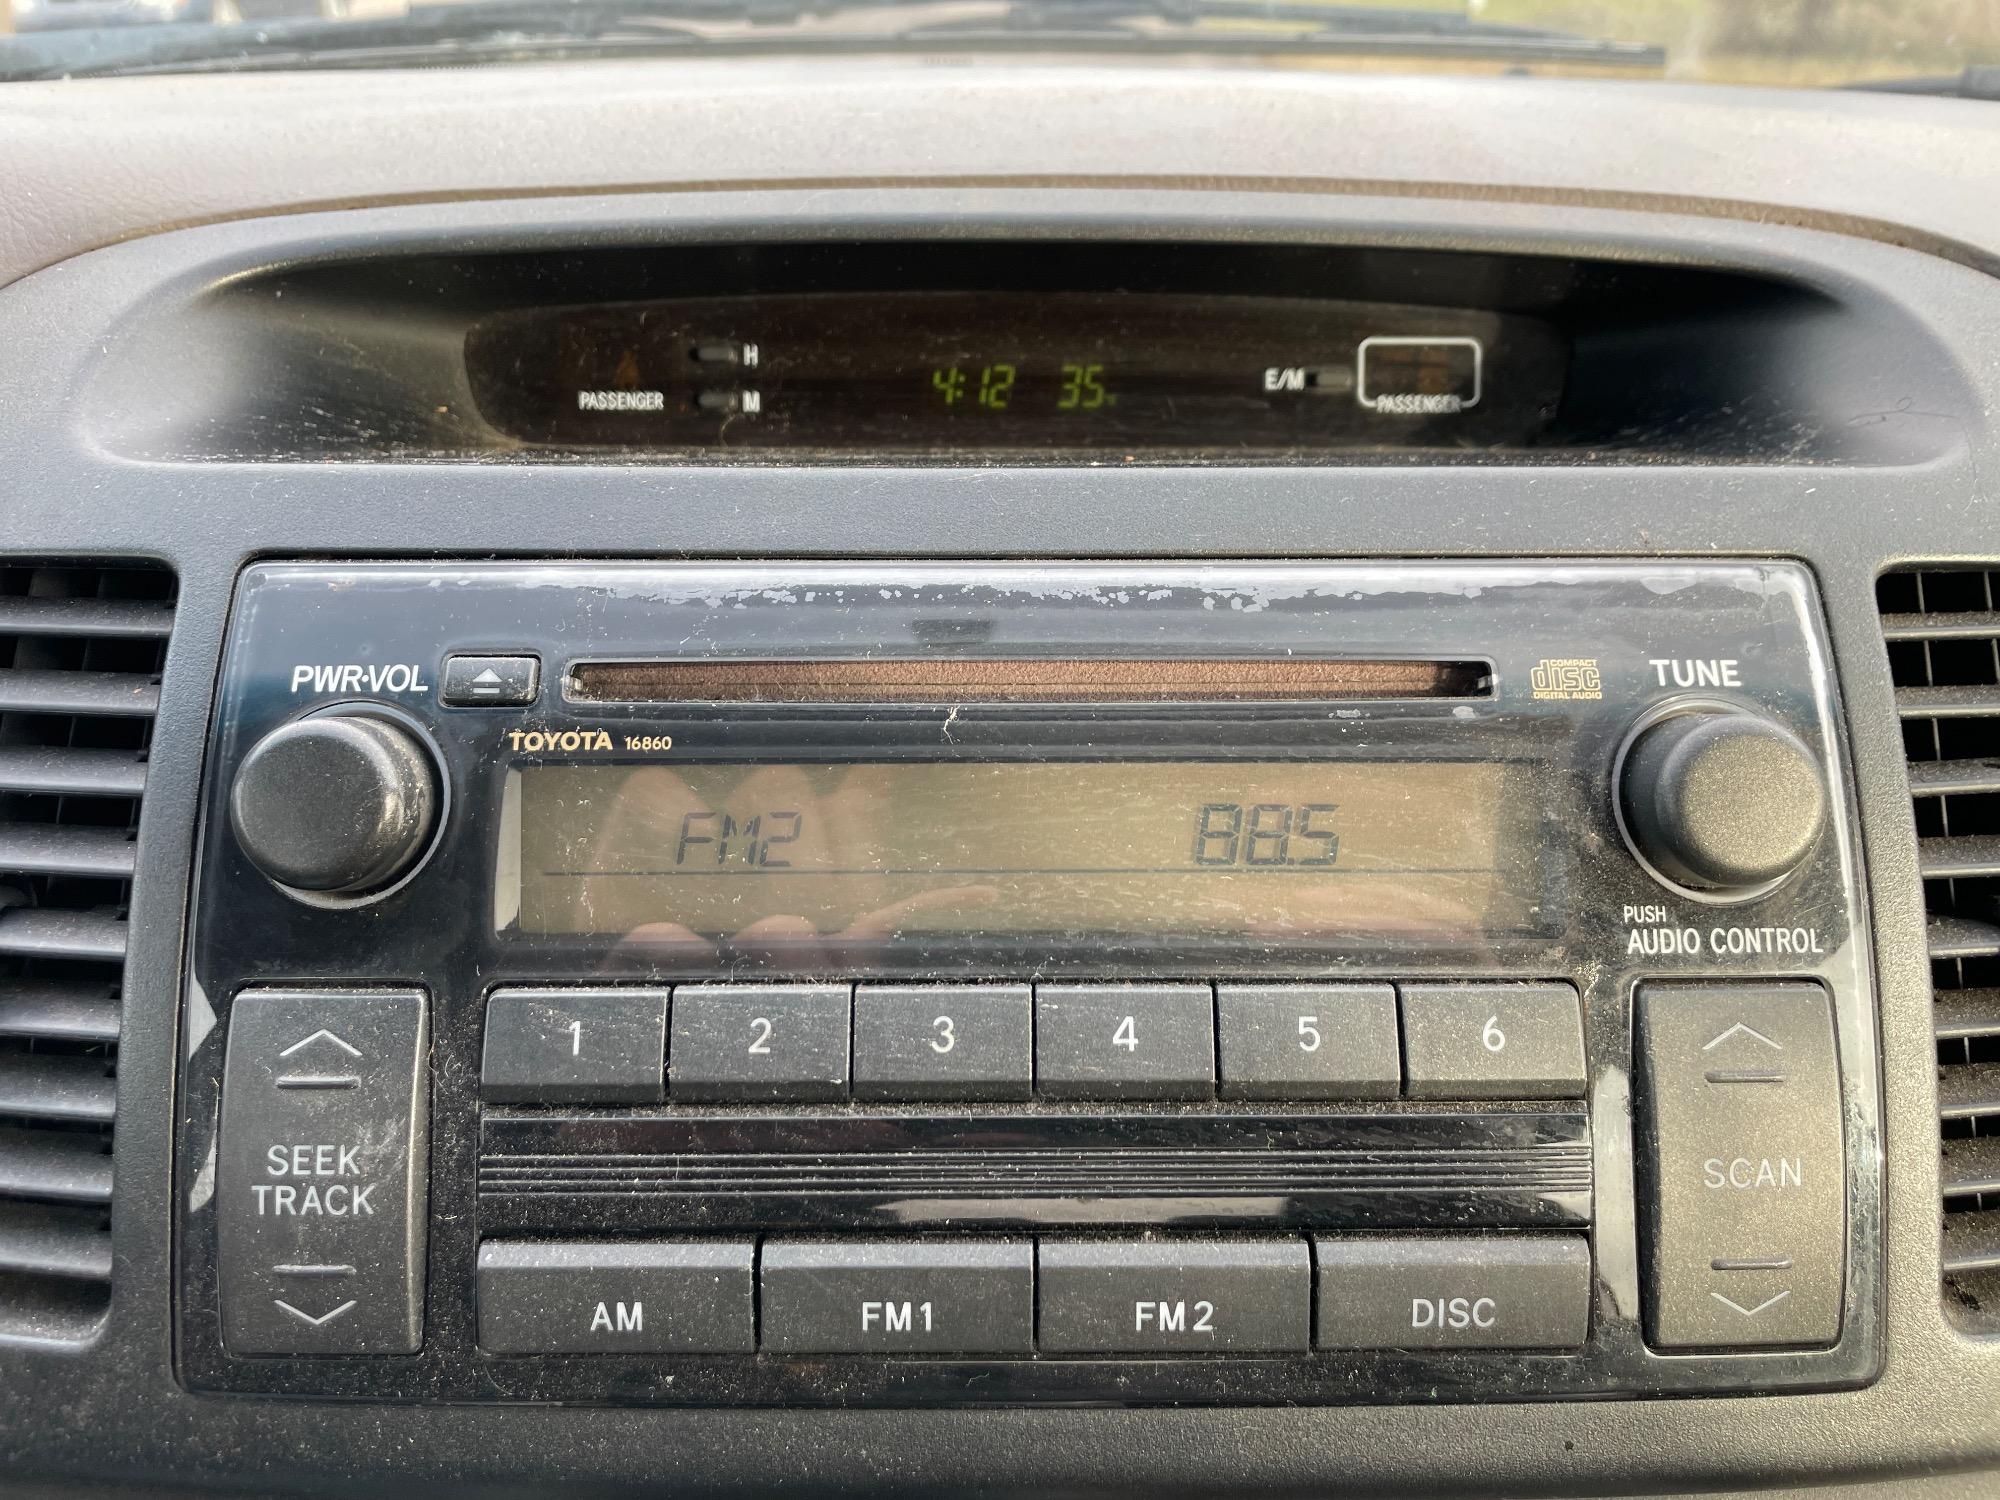 H
PASSENGER M
4:12 35
E/M
PASSENGER
PWR·VOL
COMPACT
disc
DIGITAL AUDIO
TUNE
TOYOTA 16860
FM2 88.5
PUSH
AUDIO CONTROL
1 2 3 4 5 6
SEEK
TRACK
SCAN
AM FM1 FM2 DISC